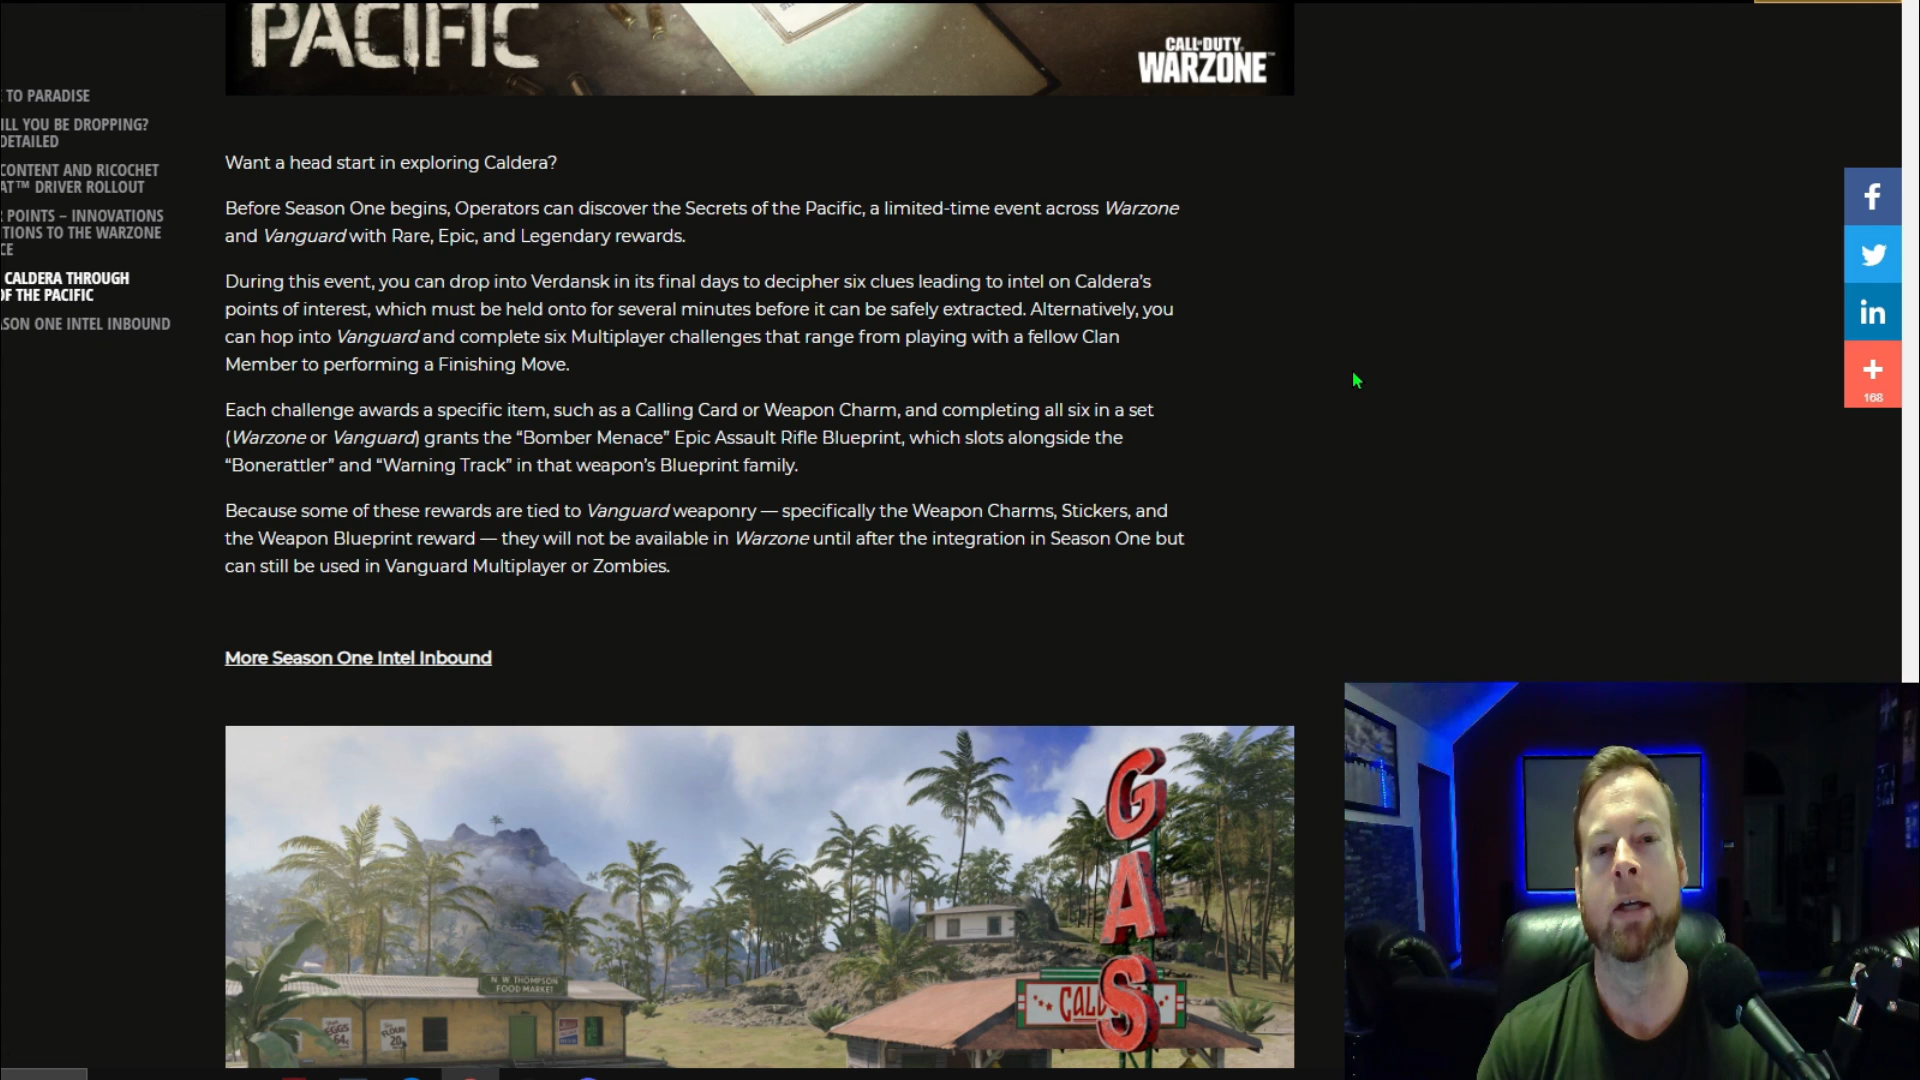 PACIFIC
CALL OF DUTY
WARZONE™
TO PARADISE
ILL YOU BE DROPPING?
DETAILED
CONTENT AND RICOCHET
AT™ DRIVER ROLLOUT
POINTS – INNOVATIONS
TIONS TO THE WARZONE
CE
CALDERA THROUGH
OF THE PACIFIC
SON ONE INTEL INBOUND
Want a head start in exploring Caldera?
Before Season One begins, Operators can discover the Secrets of the Pacific, a limited-time event across Warzone
and Vanguard with Rare, Epic, and Legendary rewards.
During this event, you can drop into Verdansk in its final days to decipher six clues leading to intel on Caldera’s
points of interest, which must be held onto for several minutes before it can be safely extracted. Alternatively, you
can hop into Vanguard and complete six Multiplayer challenges that range from playing with a fellow Clan
Member to performing a Finishing Move.
Each challenge awards a specific item, such as a Calling Card or Weapon Charm, and completing all six in a set
(Warzone or Vanguard) grants the “Bomber Menace” Epic Assault Rifle Blueprint, which slots alongside the
“Bonerattler” and “Warning Track” in that weapon’s Blueprint family.
Because some of these rewards are tied to Vanguard weaponry — specifically the Weapon Charms, Stickers, and
the Weapon Blueprint reward — they will not be available in Warzone until after the integration in Season One but
can still be used in Vanguard Multiplayer or Zombies.
More Season One Intel Inbound
f
in
+
168
GAS
CAL
N. W. THOMPSON
FOOD MARKET
EGGS
64
FLOUR
20